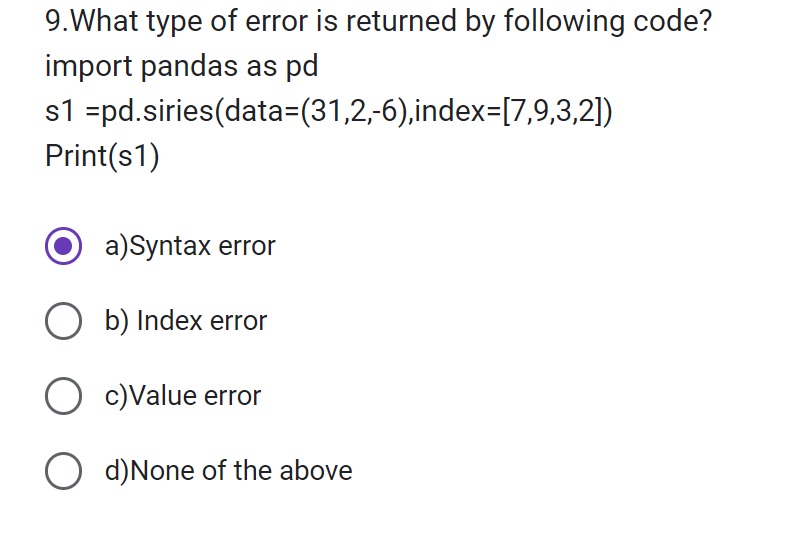 9.What type of error is returned by following code?
import pandas as pd
s1 =pd.siries(data=(31,2,-6),index=[7,9,3,2])
Print(s1)
a)Syntax error
b) Index error
c)Value error
d)None of the above